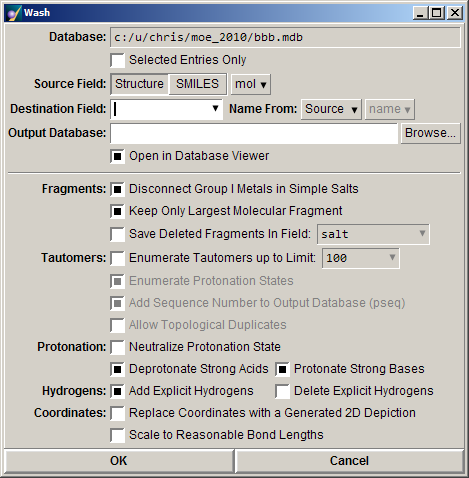 Wash
Database: c:/u/chris/moe_2010/bbb.mdb
Selected Entries Only
Source Field: Structure SMILES mol
Destination Field: Name From: Source name
Output Database: Browse...
Open in Database Viewer
Fragments: Disconnect Group I Metals in Simple Salts
Keep Only Largest Molecular Fragment
Save Deleted Fragments In Field: salt
Tautomers: Enumerate Tautomers up to Limit: 100
Enumerate Protonation States
Add Sequence Number to Output Database (pseq)
Allow Topological Duplicates
Protonation: Neutralize Protonation State
Deprotonate Strong Acids Protonate Strong Bases
Hydrogens: Add Explicit Hydrogens Delete Explicit Hydrogens
Coordinates: Replace Coordinates with a Generated 2D Depiction
Scale to Reasonable Bond Lengths
OK Cancel